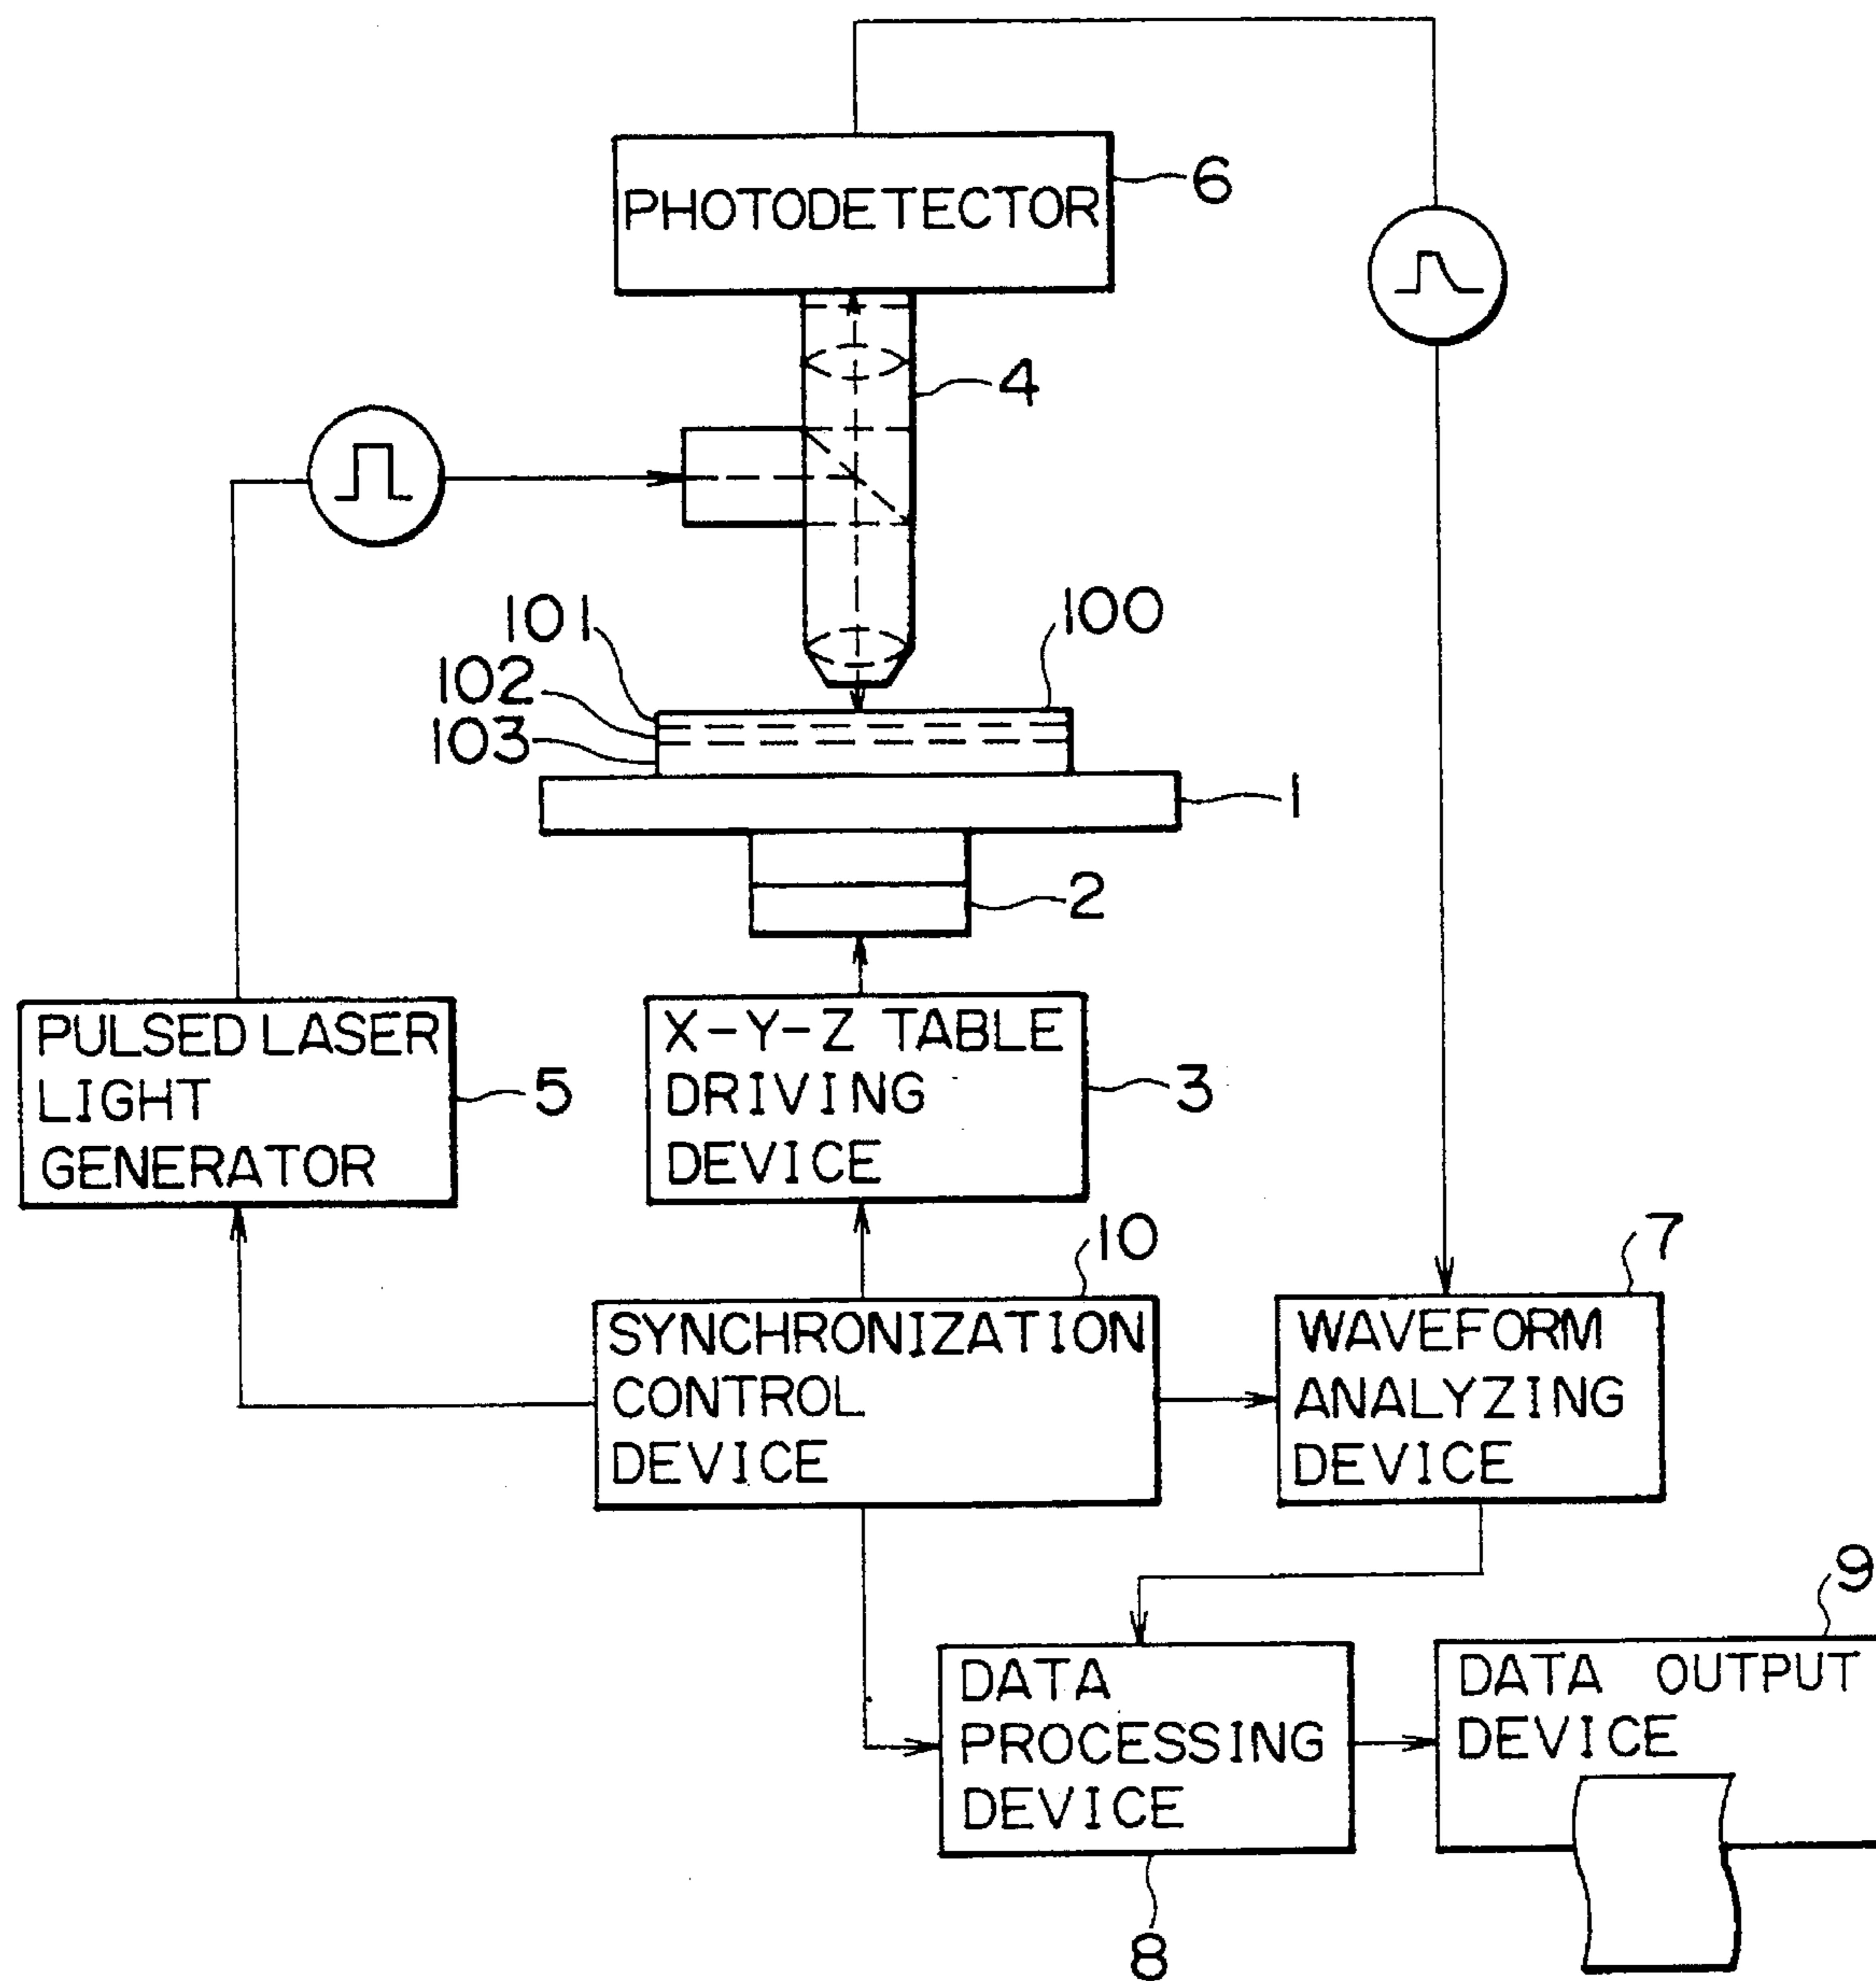 PHOTODETECTOR
6
4
101
100
102
103
1
2
PULSED LASER
LIGHT
GENERATOR
5
X-Y-Z TABLE
DRIVING
DEVICE
3
10
7
SYNCHRONIZATION
CONTROL
DEVICE
WAVEFORM
ANALYZING
DEVICE
9
DATA
PROCESSING
DEVICE
DATA OUTPUT
DEVICE
8